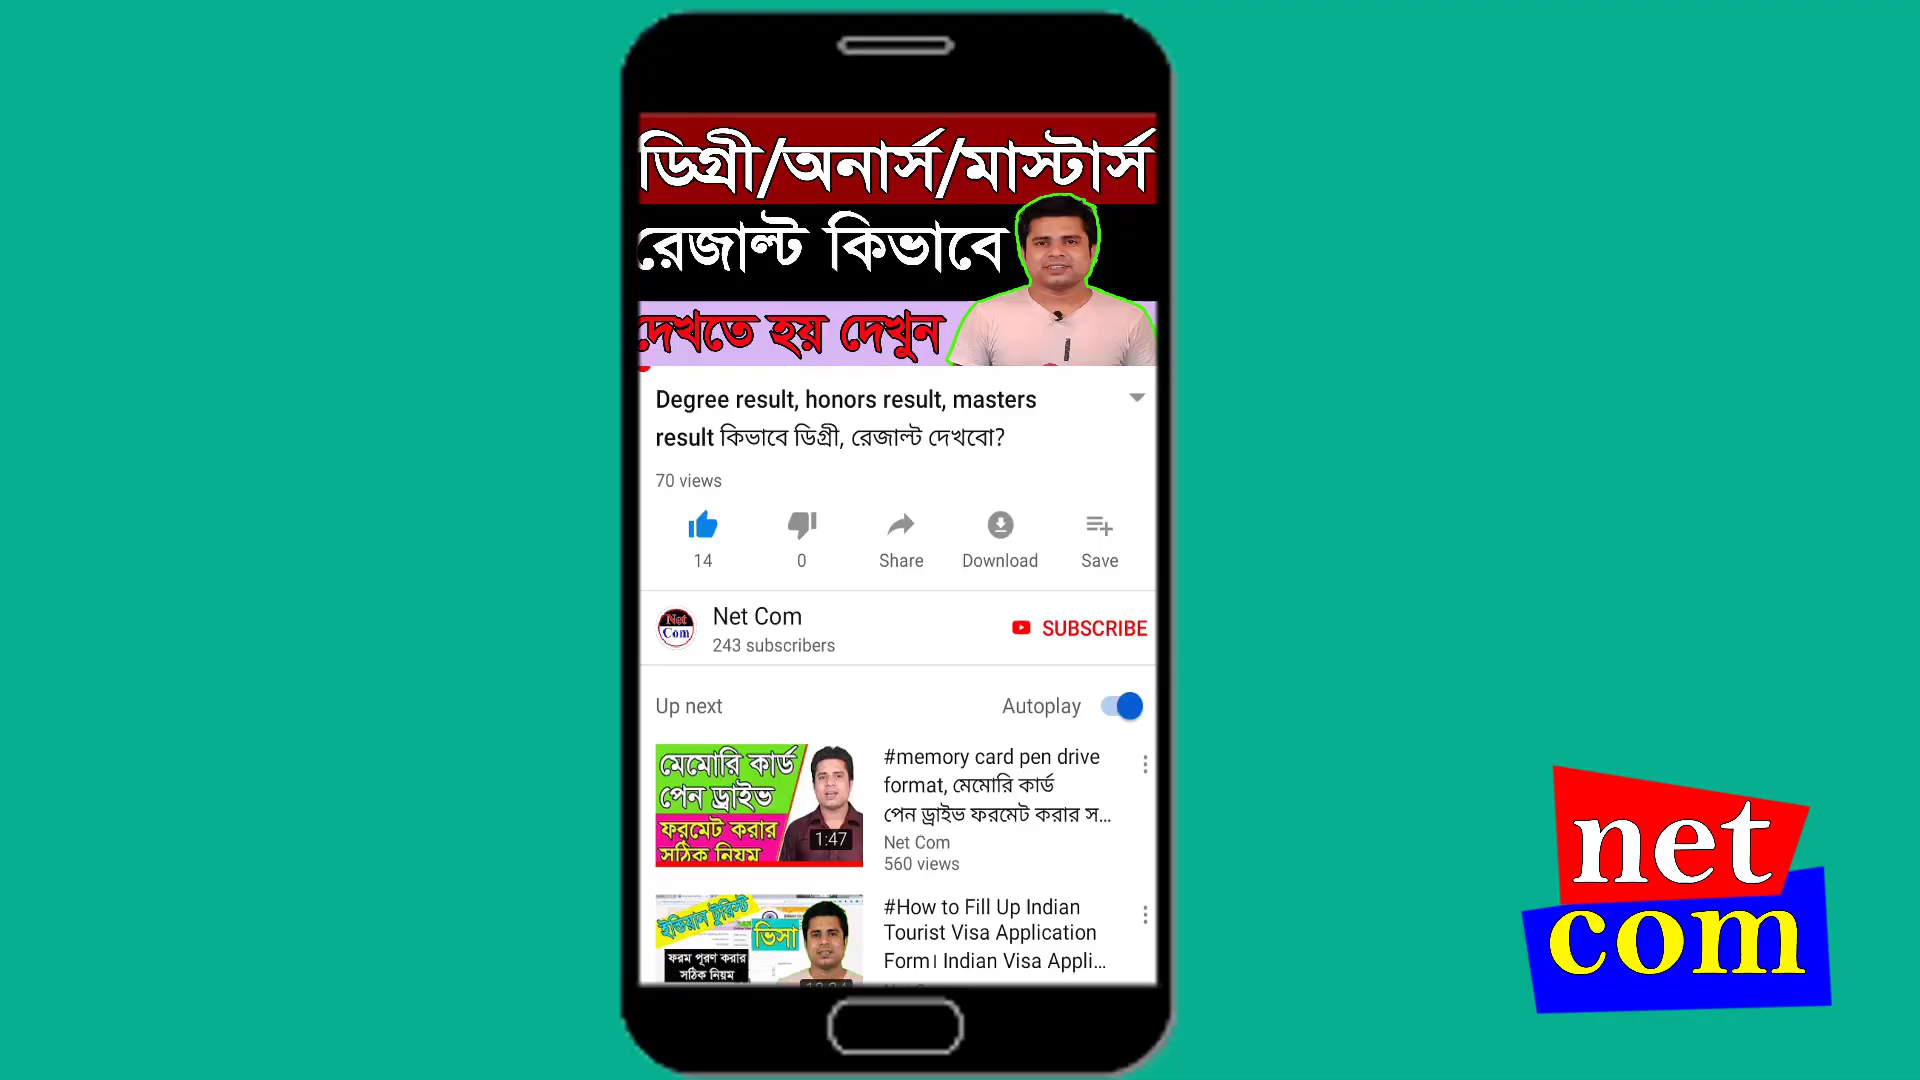 ডিগ্রী/অনার্স/মাস্টার্স
রেজাল্ট কিভাবে
দেখতে হয় দেখুন
Degree result, honors result, masters
result কিভাবে ডিগ্রী, রেজাল্ট দেখবো?
70 views
14
0
Share
Download
Save
Net
Com
Net Com
243 subscribers
SUBSCRIBE
Up next
Autoplay
মেমোরি কার্ড
পেন ড্রাইভ
ফরমেট করার
সঠিক নিয়ম
1:47
#memory card pen drive
format, মেমোরি কার্ড
পেন ড্রাইভ ফরমেট করার স...
Net Com
560 views
ইন্ডিয়ান টুরিস্ট
ভিসা
ফরম পূরণ করার
সঠিক নিয়ম
#How to Fill Up Indian
Tourist Visa Application
Form। Indian Visa Appli...
net
com